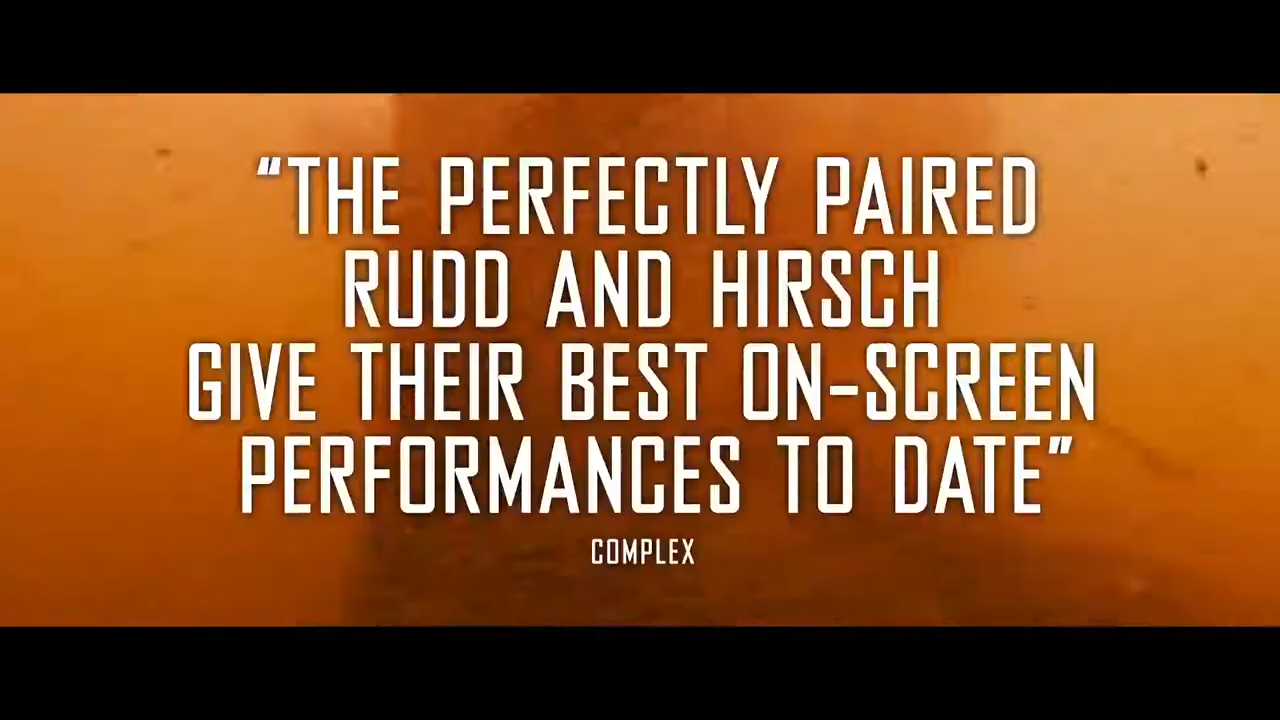 “THE PERFECTLY PAIRED
RUDD AND HIRSCH
GIVE THEIR BEST ON-SCREEN
PERFORMANCES TO DATE”
COMPLEX